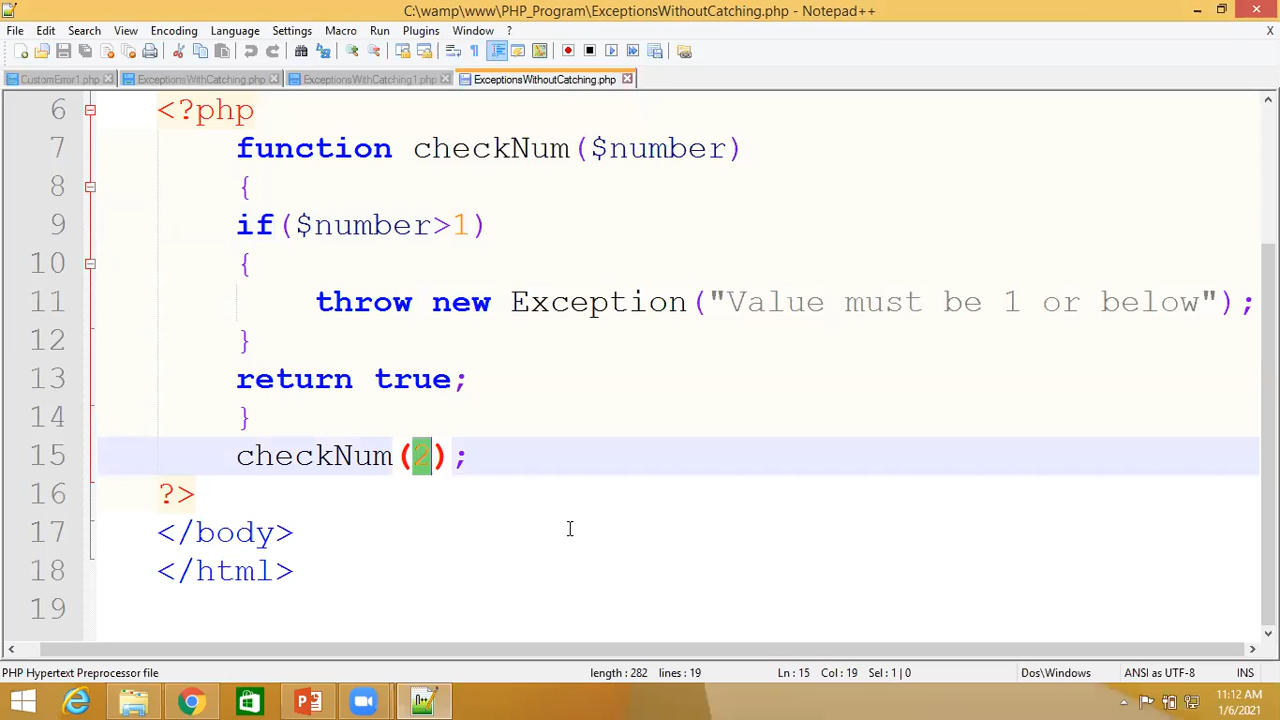 C:\wamp\www\PHP_Program\ExceptionsWithoutCatching.php - Notepad++
File Edit Search View Encoding Language Settings Macro Run Plugins Window ? X
CustomError1.php ExceptionsWithCatching.php ExceptionsWithCatching1.php ExceptionsWithoutCatching.php
6 <?php
7 function checkNum($number)
8 {
9 if($number>1)
10 {
11 throw new Exception("Value must be 1 or below");
12 }
13 return true;
14 }
15 checkNum(2);
16 ?>
17 </body>
18 </html>
19
PHP Hypertext Preprocessor file length : 282 lines : 19 Ln : 15 Col : 19 Sel : 1 | 0 Dos\Windows ANSI as UTF-8 INS
11:12 AM
1/6/2021